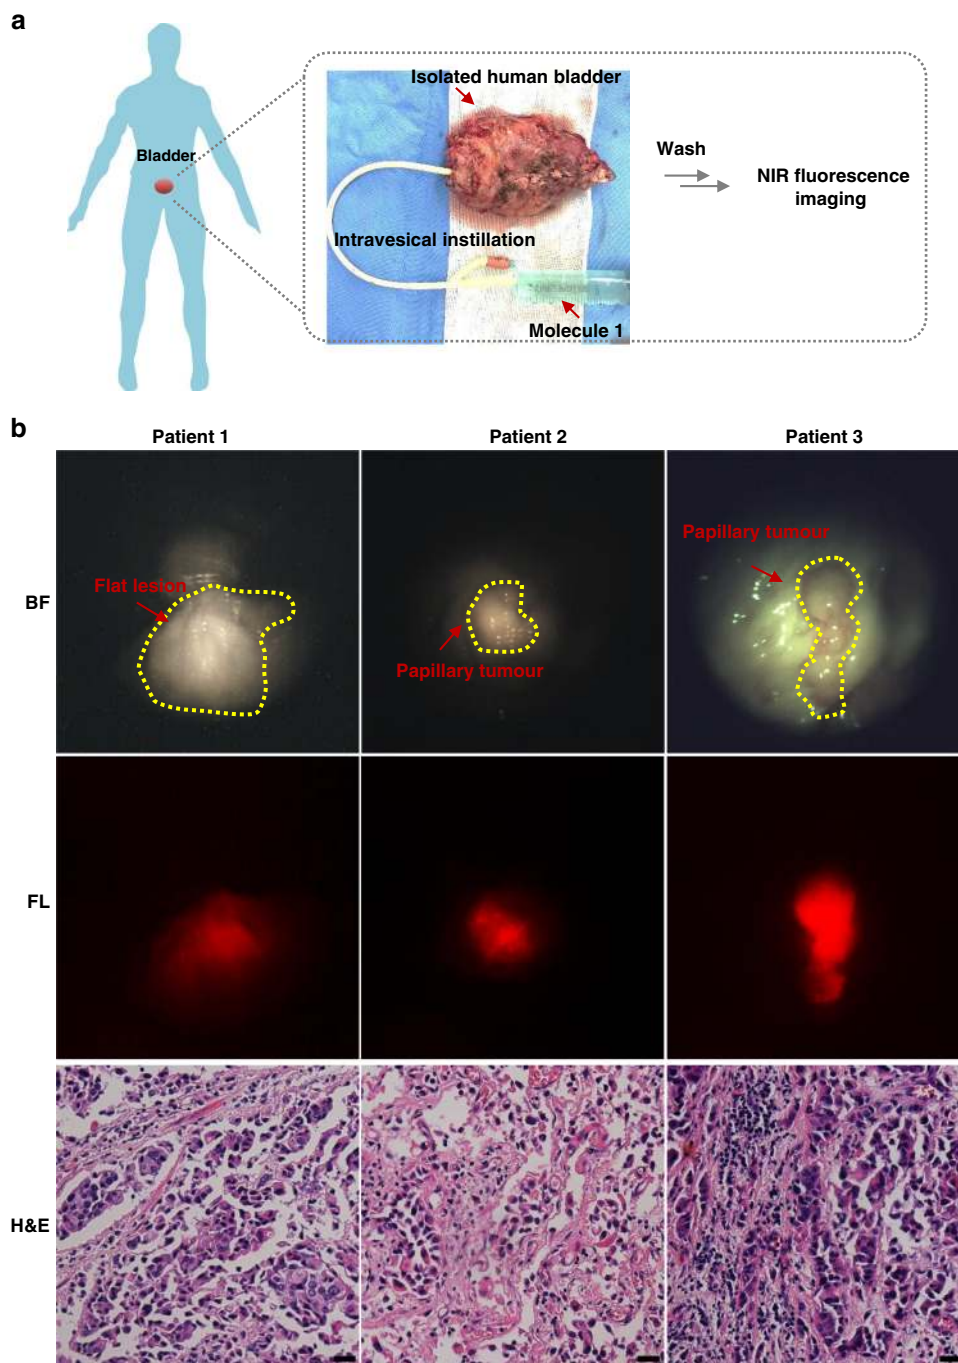 a
Bladder
Isolated human bladder
Intravesical instillation
Molecule 1
Wash
NIR fluorescence
imaging
b
Patient 1
Patient 2
Patient 3
BF
Flat lesion
Papillary tumour
Papillary tumour
FL
H&E